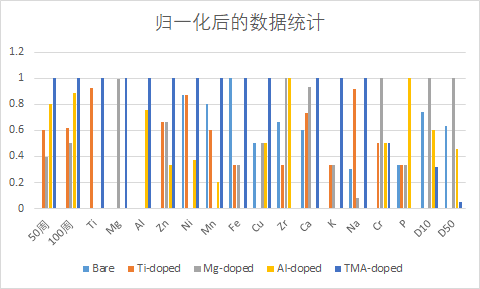 归一化后的数据统计
1.2
1
0.8
0.6
0.4
0.2
0
50周 100周 Ti Mg Al Zn Ni Mn Fe Cu Zr Ca K Na Cr P D10 D50
Bare Ti-doped Mg-doped Al-doped TMA-doped